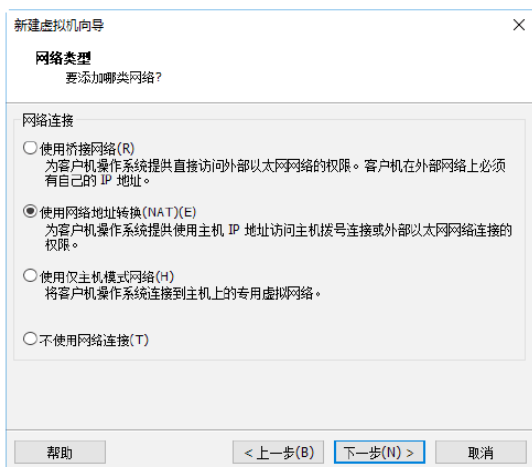 新建虚拟机向导
网络类型
要添加哪类网络?
网络连接
使用桥接网络(R)
为客户机操作系统提供直接访问外部以太网网络的权限。客户机在外部网络上必须
有自己的 IP 地址。
使用网络地址转换(NAT)(E)
为客户机操作系统提供使用主机 IP 地址访问主机拨号连接或外部以太网网络连接的
权限。
使用仅主机模式网络(H)
将客户机操作系统连接到主机上的专用虚拟网络。
不使用网络连接(T)
帮助
< 上一步(B)
下一步(N) >
取消